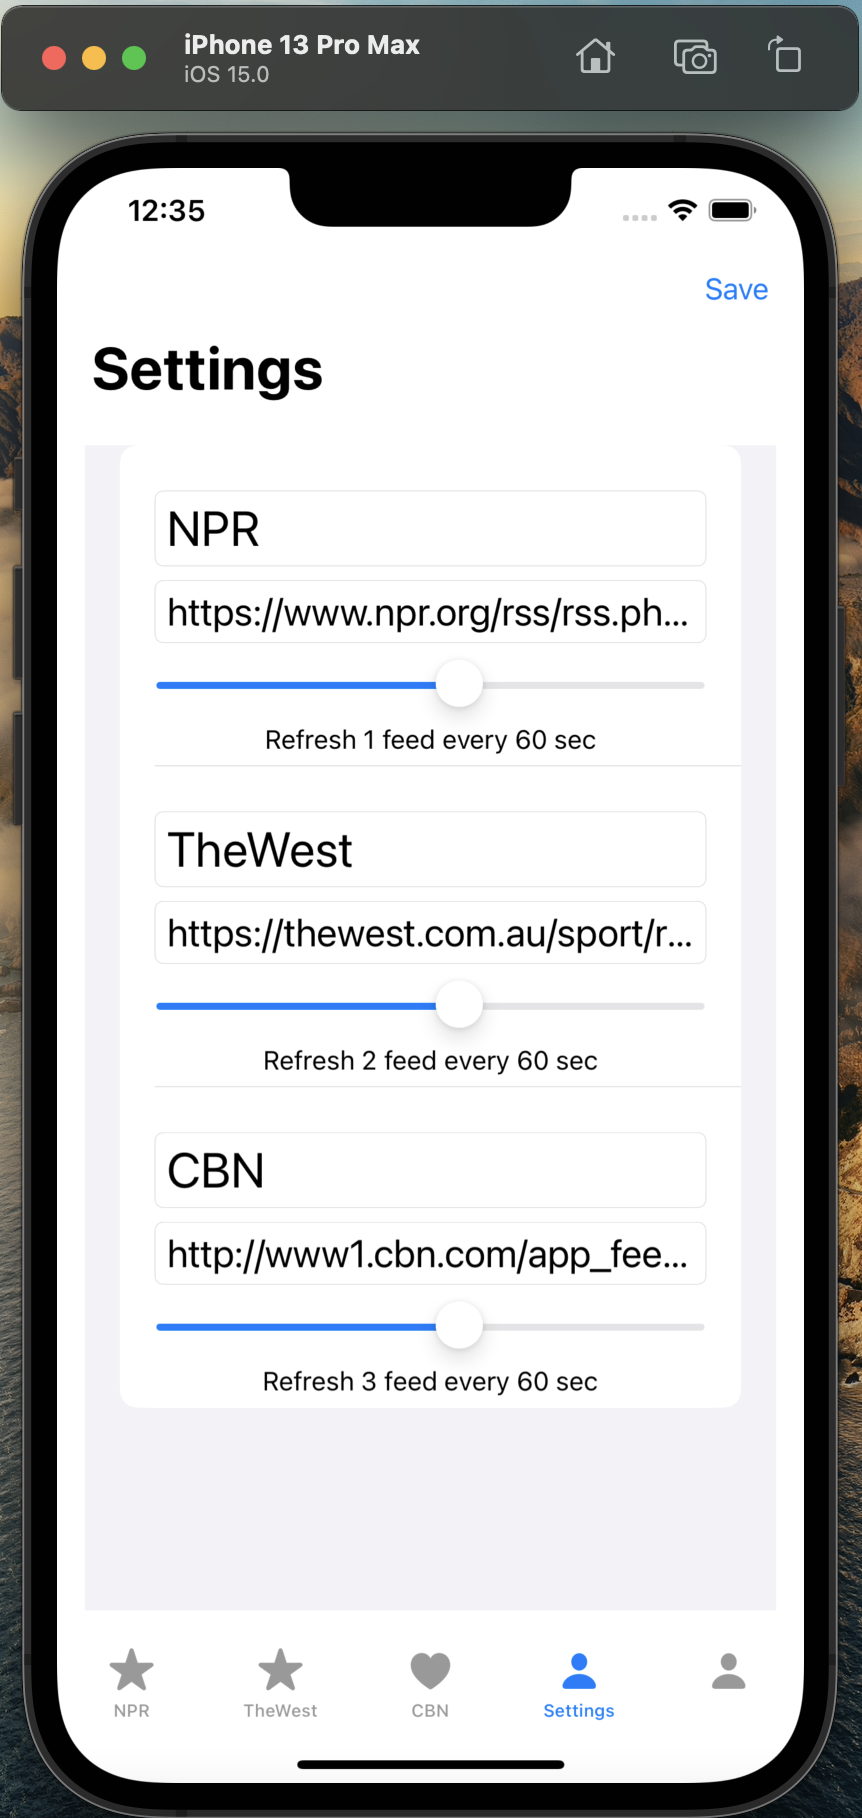 iPhone 13 Pro Max
iOS 15.0
12:35
Save
Settings
NPR
https://www.npr.org/rss/rss.ph...
Refresh 1 feed every 60 sec
TheWest
https://thewest.com.au/sport/r...
Refresh 2 feed every 60 sec
CBN
http://www1.cbn.com/app_fee...
Refresh 3 feed every 60 sec
NPR
TheWest
CBN
Settings